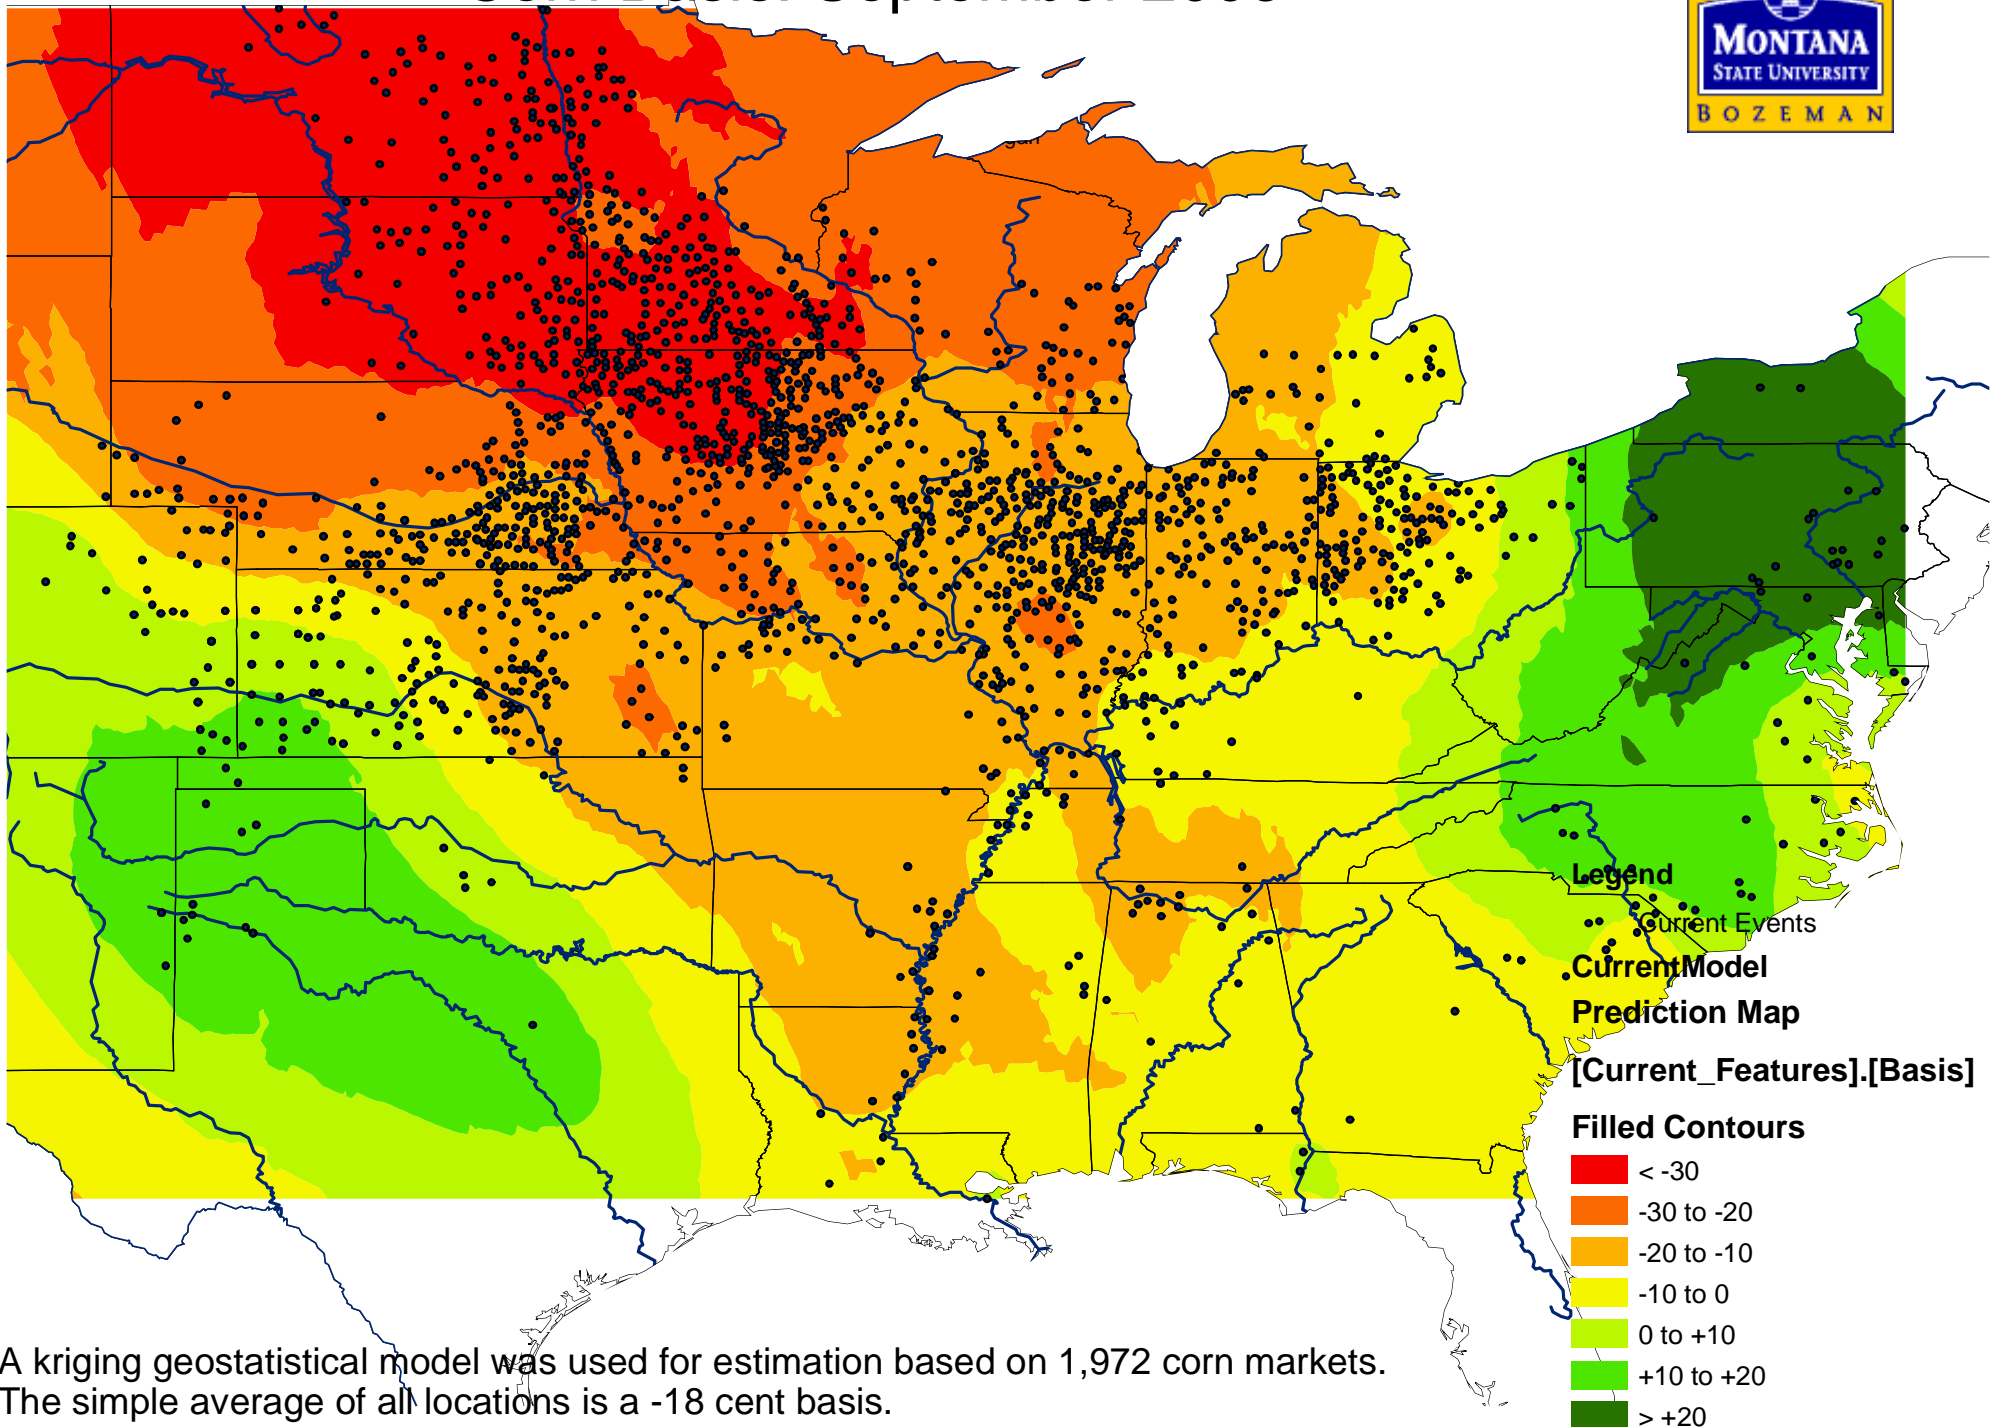 MONTANA
STATE UNIVERSITY
BOZEMAN
Legend
Current Events
CurrentModel
Prediction Map
[Current_Features].[Basis]
Filled Contours
< -30
-30 to -20
-20 to -10
-10 to 0
0 to +10
+10 to +20
> +20
A kriging geostatistical model was used for estimation based on 1,972 corn markets.
The simple average of all locations is a -18 cent basis.